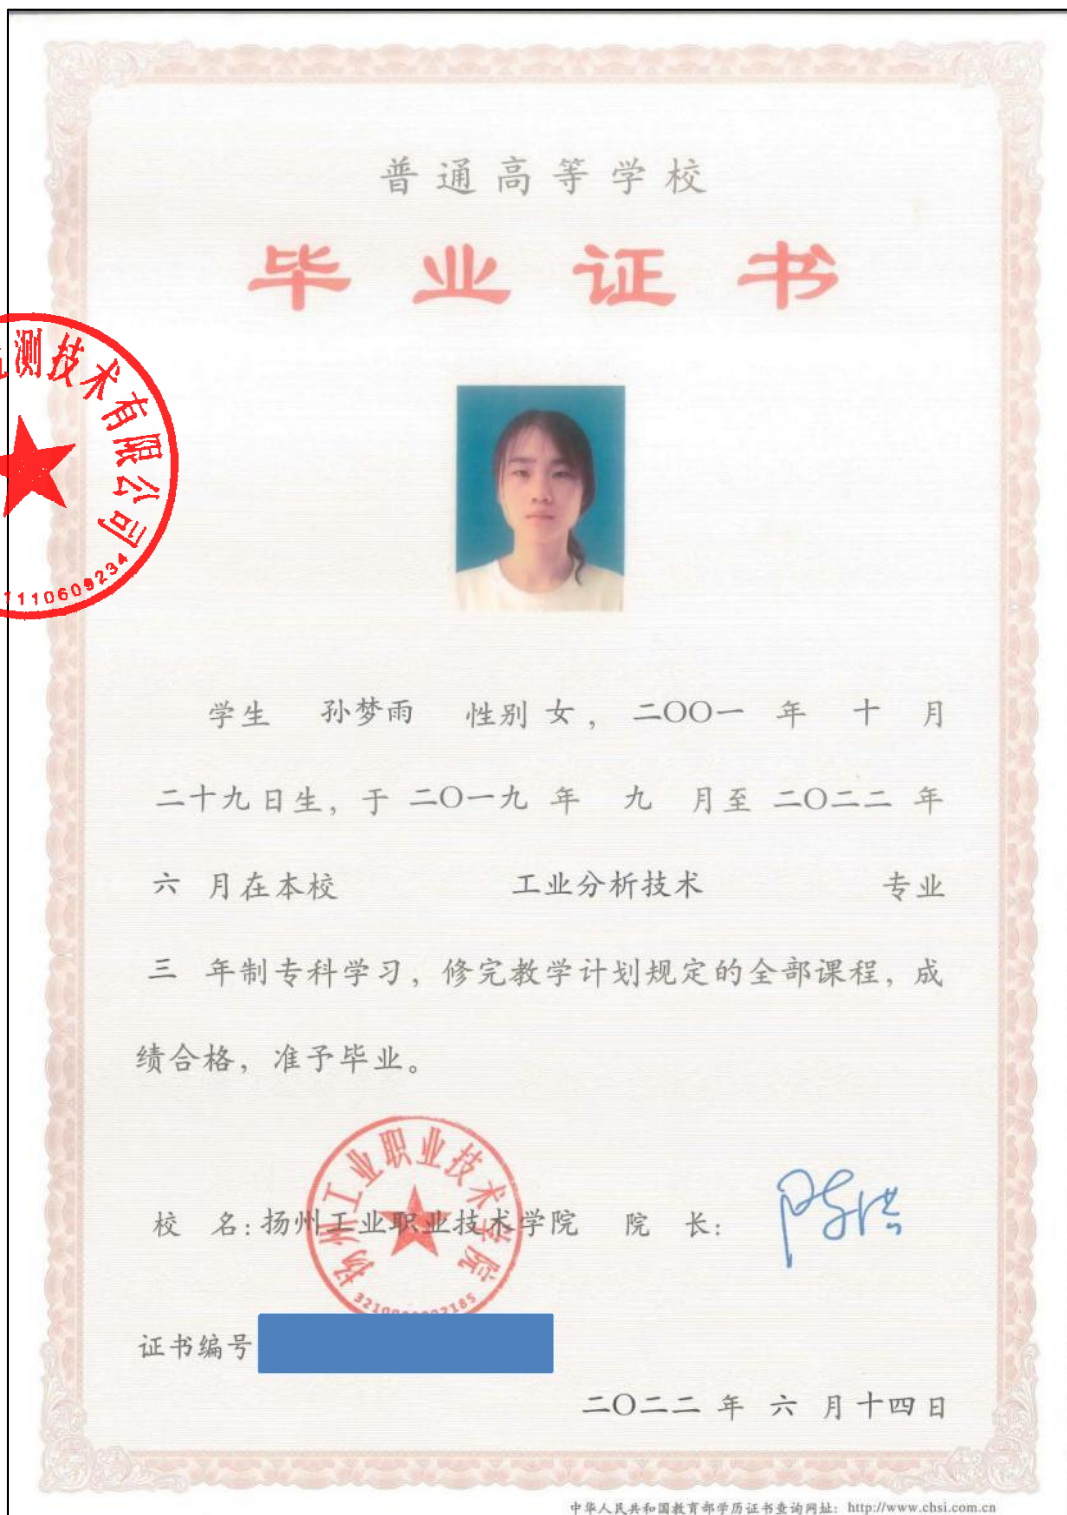 普通高等学校
毕业证书
测技术有限公司
1110609234
学生 孙梦雨 性别 女，二〇〇一 年 十 月
二十九日生，于 二〇一九 年 九 月至 二〇二二 年
六 月在本校 工业分析技术 专业
三 年制专科学习，修完教学计划规定的全部课程，成
绩合格，准予毕业。
扬州工业职业技术学院
校 名：扬州工业职业技术学院 院 长：
证书编号
二〇二二 年 六 月十四日
中华人民共和国教育部学历证书查询网址：http://www.chsi.com.cn